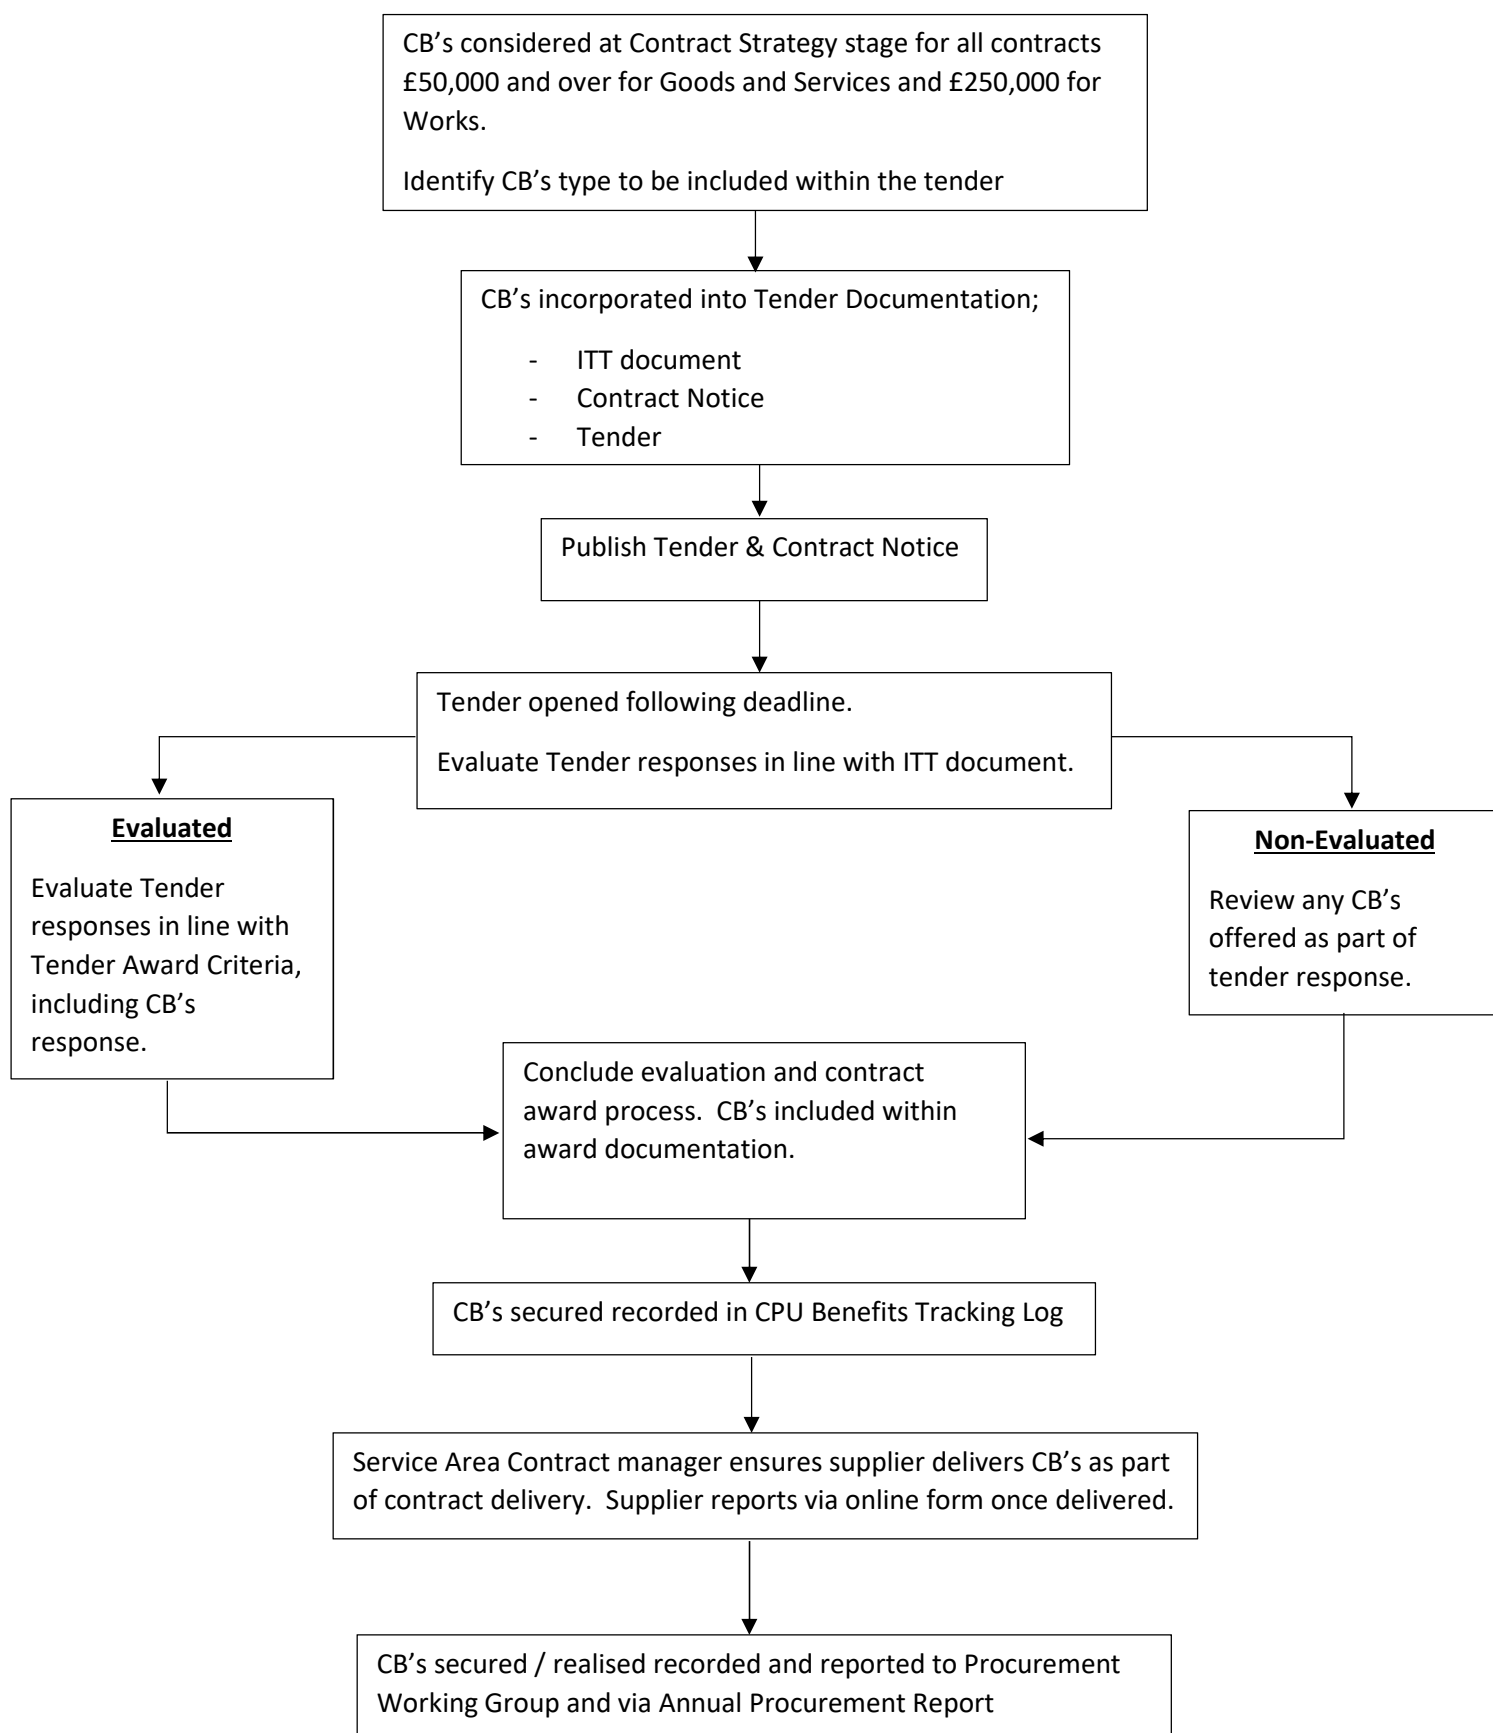 CB’s considered at Contract Strategy stage for all contracts
£50,000 and over for Goods and Services and £250,000 for
Works.
Identify CB’s type to be included within the tender
CB’s incorporated into Tender Documentation;
- ITT document
- Contract Notice
- Tender
Publish Tender & Contract Notice
Tender opened following deadline.
Evaluate Tender responses in line with ITT document.
Evaluated
Evaluate Tender
responses in line with
Tender Award Criteria,
including CB’s
response.
Non-Evaluated
Review any CB’s
offered as part of
tender response.
Conclude evaluation and contract
award process.  CB’s included within
award documentation.
CB’s secured recorded in CPU Benefits Tracking Log
Service Area Contract manager ensures supplier delivers CB’s as part
of contract delivery.  Supplier reports via online form once delivered.
CB’s secured / realised recorded and reported to Procurement
Working Group and via Annual Procurement Report